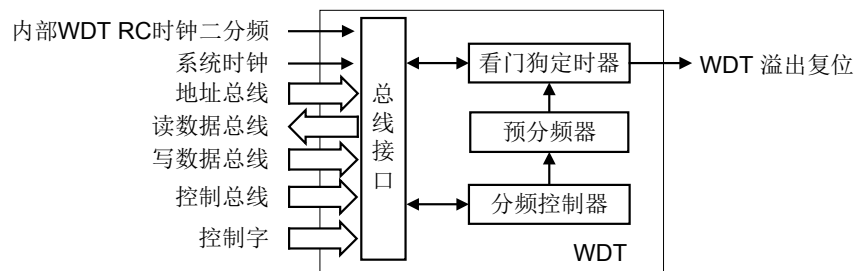 内部WDT RC时钟二分频
系统时钟
地址总线
读数据总线
写数据总线
控制总线
控制字
总线接口
看门狗定时器
预分频器
分频控制器
WDT
WDT 溢出复位